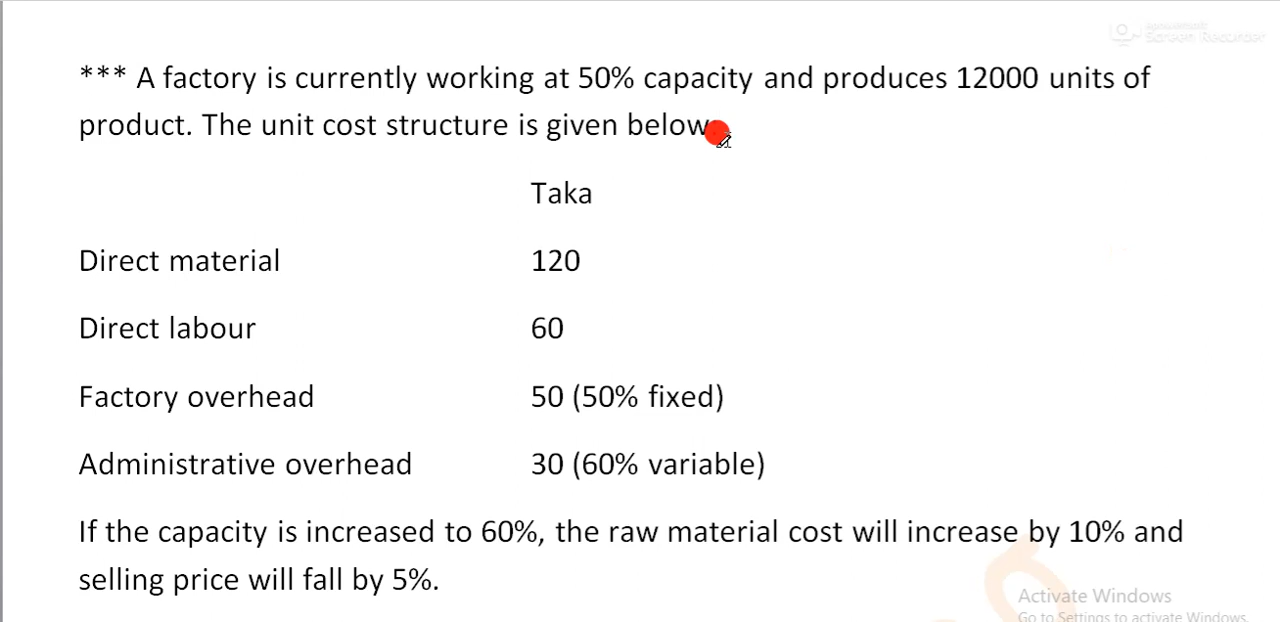 Screen Recorder
*** A factory is currently working at 50% capacity and produces 12000 units of
product. The unit cost structure is given below
Taka
Direct material 120
Direct labour 60
Factory overhead 50 (50% fixed)
Administrative overhead 30 (60% variable)
If the capacity is increased to 60%, the raw material cost will increase by 10% and
selling price will fall by 5%.
Activate Windows
Go to Settings to activate Windows.